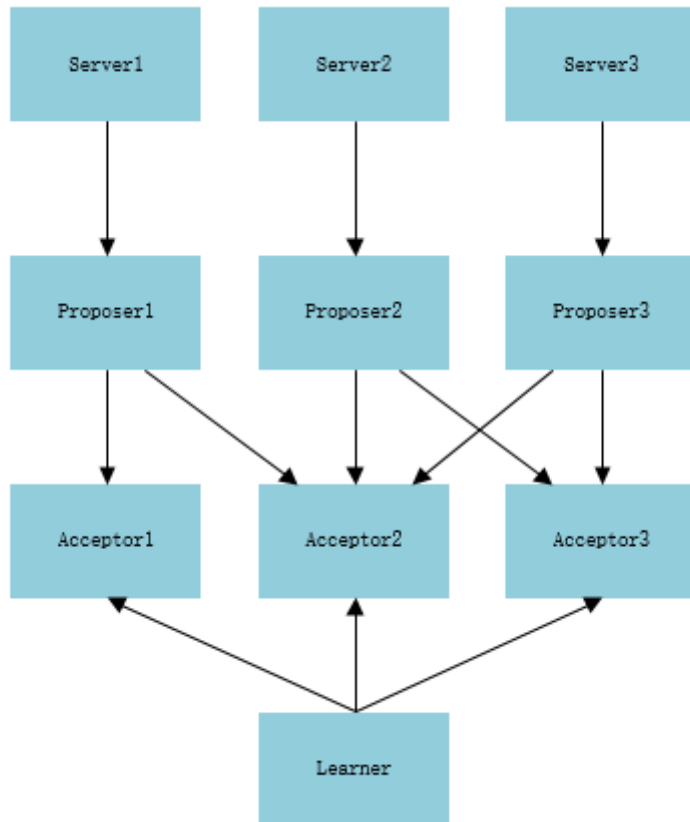 Server1
Server2
Server3
Proposer1
Proposer2
Proposer3
Acceptor1
Acceptor2
Acceptor3
Learner